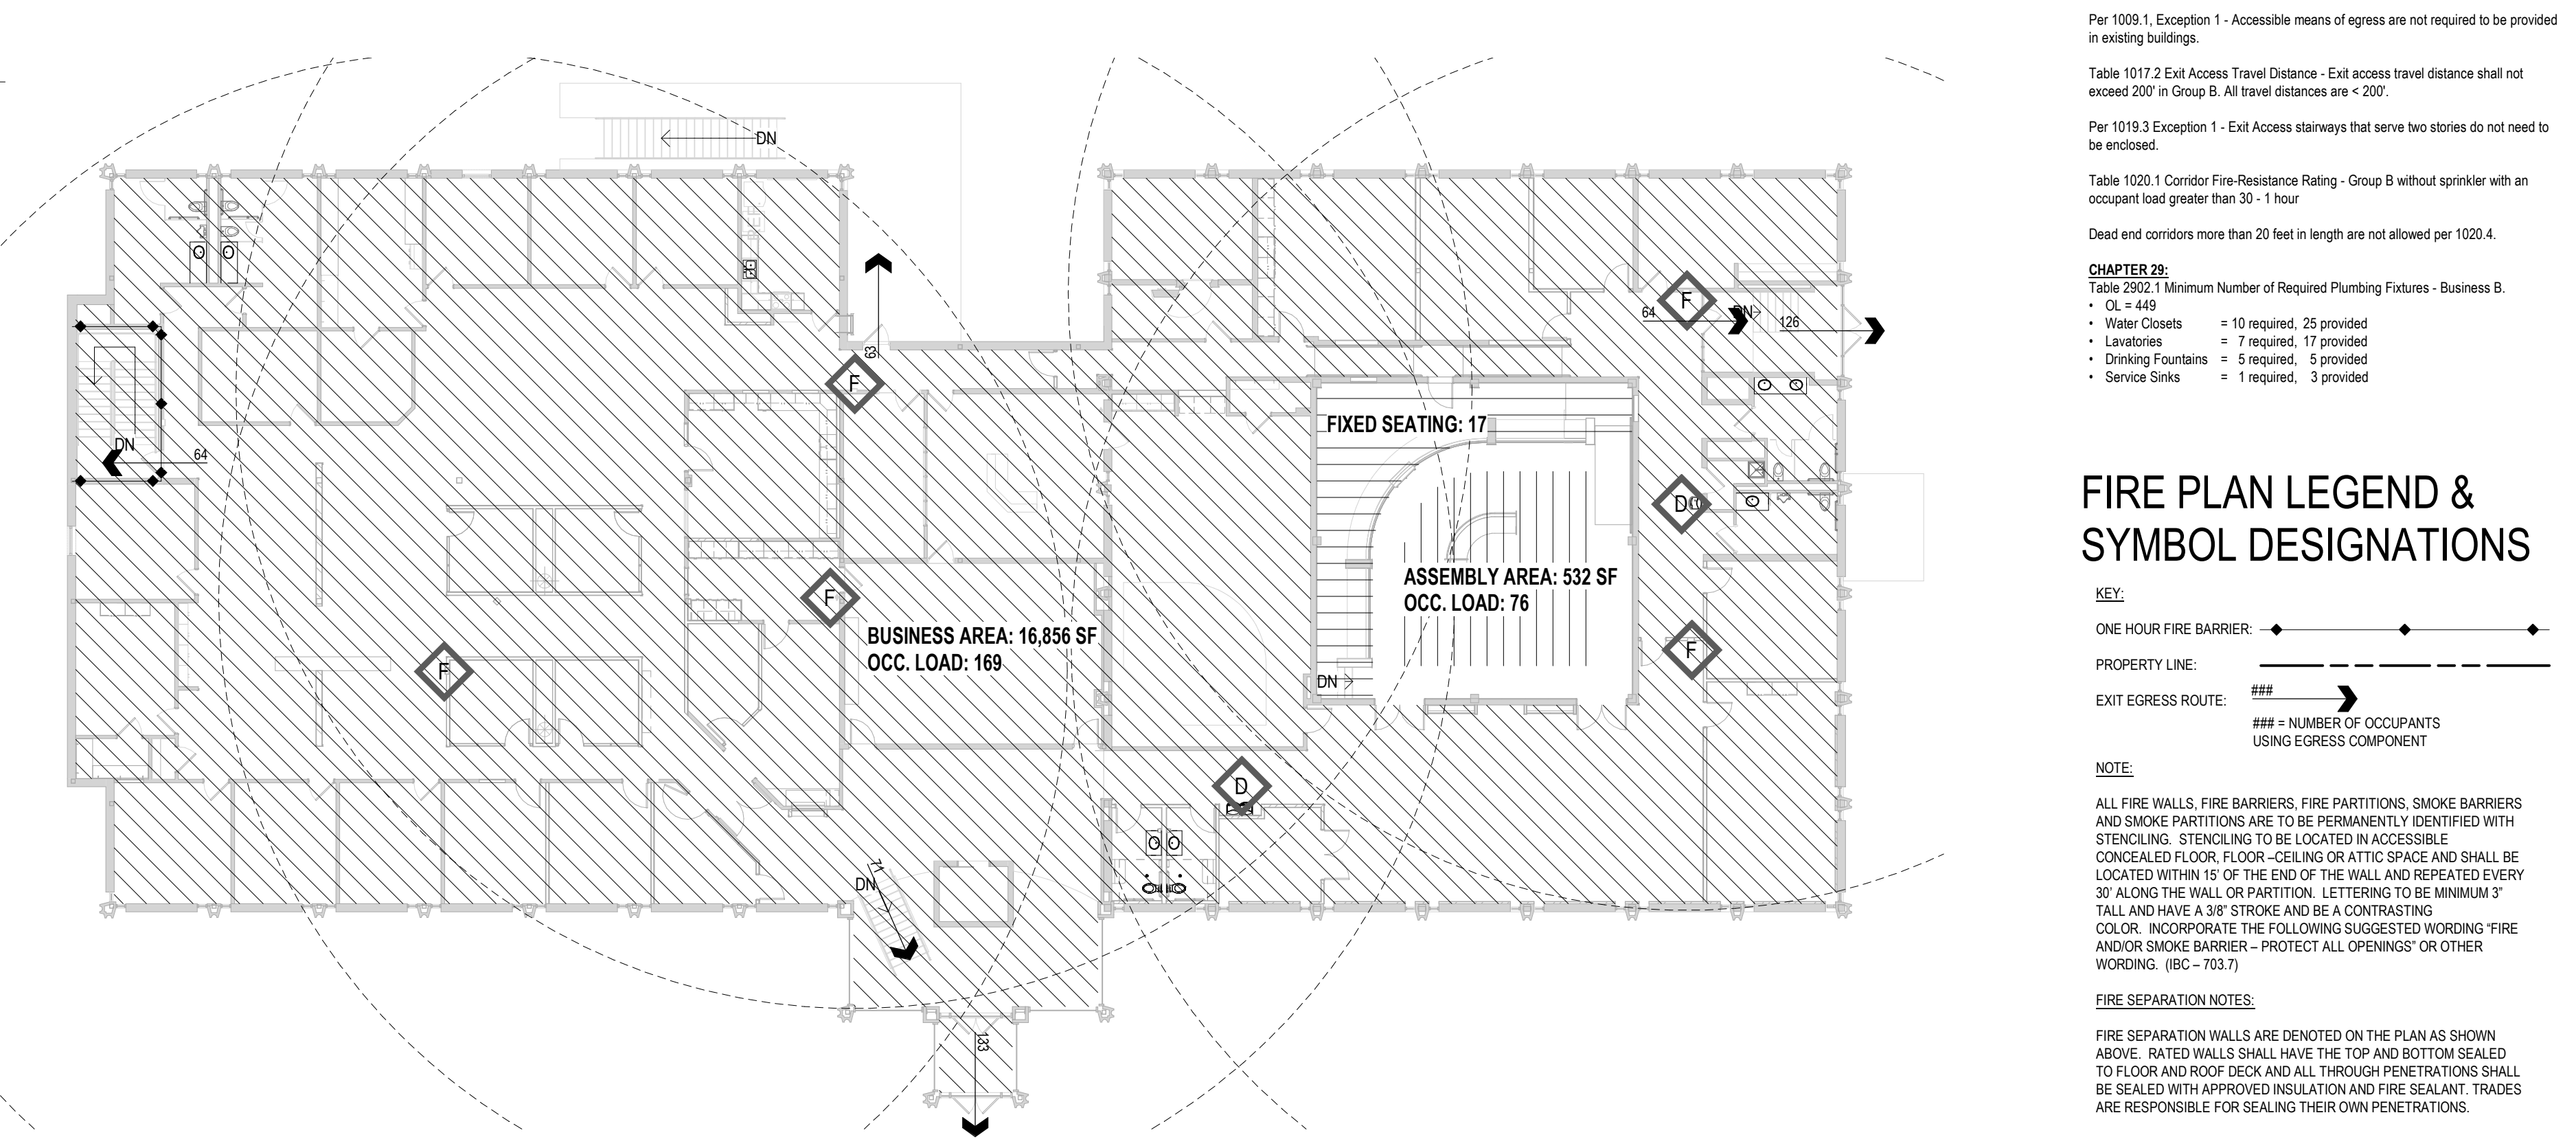 DN
63
F
DN
64
F
F
BUSINESS AREA: 16,856 SF
OCC. LOAD: 169
71
DN
133
FIXED SEATING: 17
ASSEMBLY AREA: 532 SF
OCC. LOAD: 76
DN
D
F
64
DN
126
D
F
Per 1009.1, Exception 1 - Accessible means of egress are not required to be provided
in existing buildings.
Table 1017.2 Exit Access Travel Distance - Exit access travel distance shall not
exceed 200' in Group B. All travel distances are < 200'.
Per 1019.3 Exception 1 - Exit Access stairways that serve two stories do not need to
be enclosed.
Table 1020.1 Corridor Fire-Resistance Rating - Group B without sprinkler with an
occupant load greater than 30 - 1 hour
Dead end corridors more than 20 feet in length are not allowed per 1020.4.
CHAPTER 29:
Table 2902.1 Minimum Number of Required Plumbing Fixtures - Business B.
• OL = 449
• Water Closets = 10 required, 25 provided
• Lavatories = 7 required, 17 provided
• Drinking Fountains = 5 required, 5 provided
• Service Sinks = 1 required, 3 provided
FIRE PLAN LEGEND &
SYMBOL DESIGNATIONS
KEY:
ONE HOUR FIRE BARRIER:
PROPERTY LINE:
EXIT EGRESS ROUTE: ###
### = NUMBER OF OCCUPANTS
USING EGRESS COMPONENT
NOTE:
ALL FIRE WALLS, FIRE BARRIERS, FIRE PARTITIONS, SMOKE BARRIERS
AND SMOKE PARTITIONS ARE TO BE PERMANENTLY IDENTIFIED WITH
STENCILING. STENCILING TO BE LOCATED IN ACCESSIBLE
CONCEALED FLOOR, FLOOR –CEILING OR ATTIC SPACE AND SHALL BE
LOCATED WITHIN 15' OF THE END OF THE WALL AND REPEATED EVERY
30' ALONG THE WALL OR PARTITION. LETTERING TO BE MINIMUM 3”
TALL AND HAVE A 3/8” STROKE AND BE A CONTRASTING
COLOR. INCORPORATE THE FOLLOWING SUGGESTED WORDING “FIRE
AND/OR SMOKE BARRIER – PROTECT ALL OPENINGS” OR OTHER
WORDING. (IBC – 703.7)
FIRE SEPARATION NOTES:
FIRE SEPARATION WALLS ARE DENOTED ON THE PLAN AS SHOWN
ABOVE. RATED WALLS SHALL HAVE THE TOP AND BOTTOM SEALED
TO FLOOR AND ROOF DECK AND ALL THROUGH PENETRATIONS SHALL
BE SEALED WITH APPROVED INSULATION AND FIRE SEALANT. TRADES
ARE RESPONSIBLE FOR SEALING THEIR OWN PENETRATIONS.